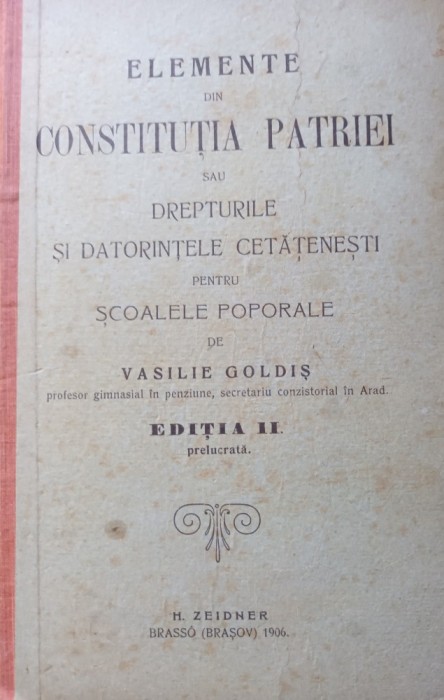 ELEMENTE
DIN
CONSTITUȚIA PATRIEI
SAU
DREPTURILE
ȘI DATORINȚELE CETĂȚENEȘTI
PENTRU
ȘCOALELE POPORALE
DE
VASILIE GOLDIȘ
profesor gimnasial în penziune, secretariu conzistorial în Arad.
EDIȚIA II.
prelucrată.
H. ZEIDNER
BRASSÓ (BRAȘOV) 1906.